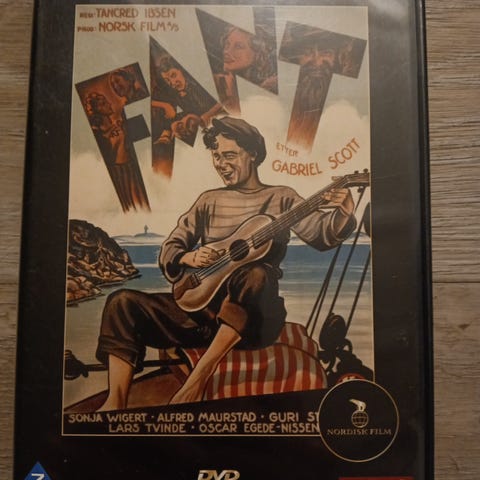 REGI: TANCRED IBSEN
PROD: NORSK FILM A/S
FANT
ETTER
GABRIEL SCOTT
SONJA WIGERT · ALFRED MAURSTAD · GURI ST
LARS TVINDE · OSCAR EGEDE-NISSEN
NORDISK FILM
7
DVD